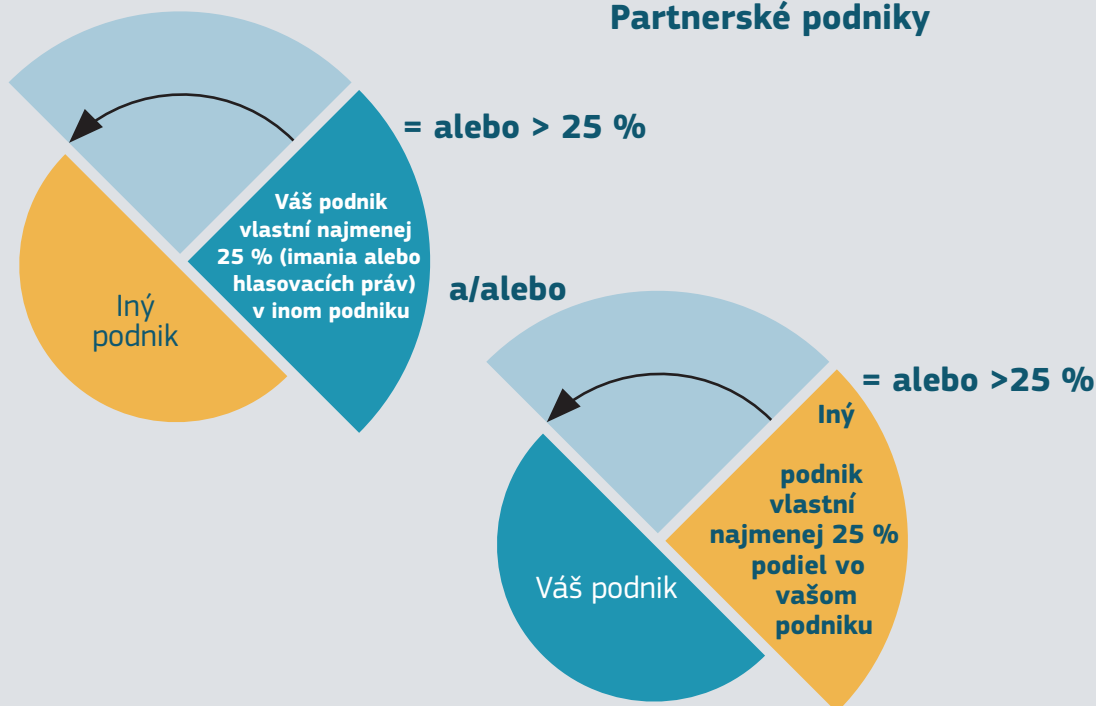 Partnerské podniky
= alebo > 25 %
Váš podnik
vlastní najmenej
25 % (imania alebo
hlasovacích práv)
v inom podniku
Iný
podnik
a/alebo
= alebo >25 %
Iný
podnik
vlastní
najmenej 25 %
podiel vo
vašom
podniku
Váš podnik